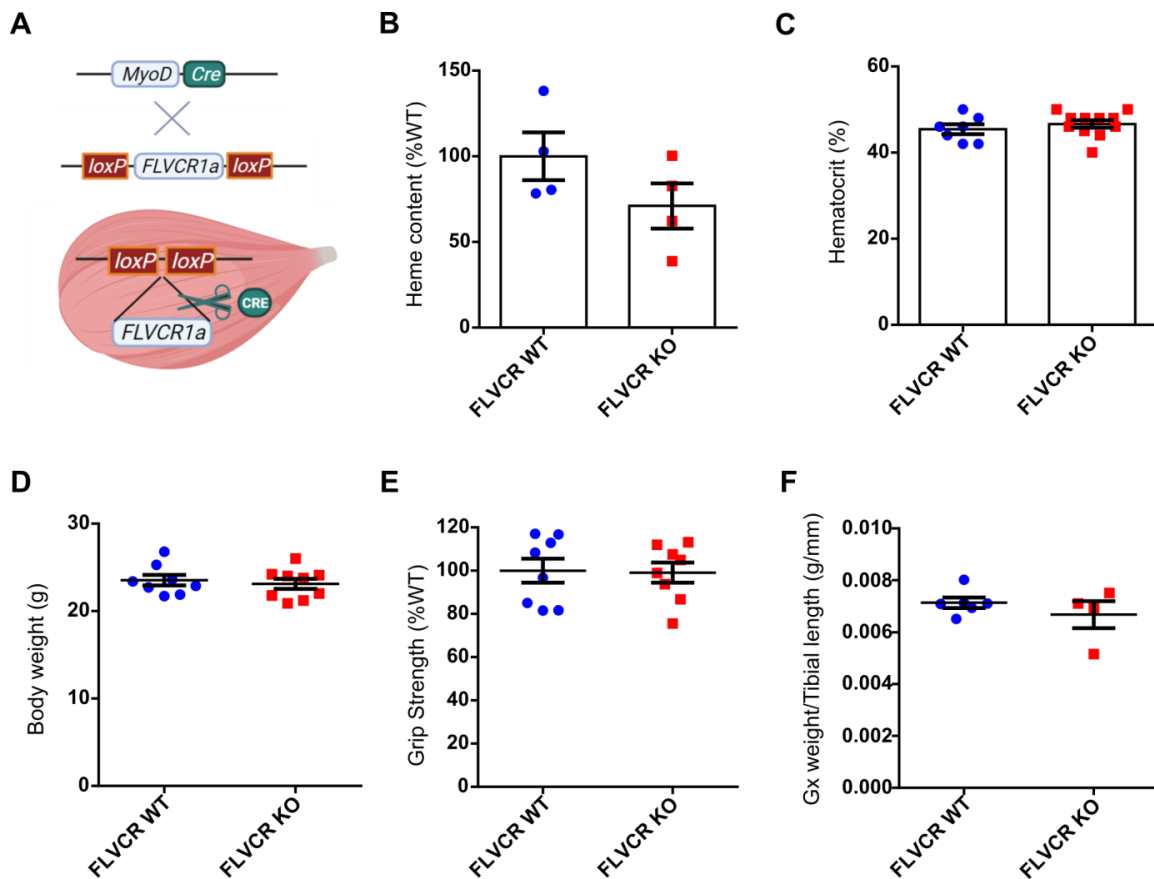 A
MyoD Cre
loxP FLVCR1a loxP
loxP loxP
CRE
FLVCR1a
B
Heme content (%WT)
150
100
50
0
FLVCR WT
FLVCR KO
C
Hematocrit (%)
60
40
20
0
FLVCR WT
FLVCR KO
D
Body weight (g)
30
20
10
0
FLVCR WT
FLVCR KO
E
Grip Strength (%WT)
120
100
80
60
40
20
0
FLVCR WT
FLVCR KO
F
Gx weight/Tibial length (g/mm)
0.010
0.008
0.006
0.004
0.002
0.000
FLVCR WT
FLVCR KO